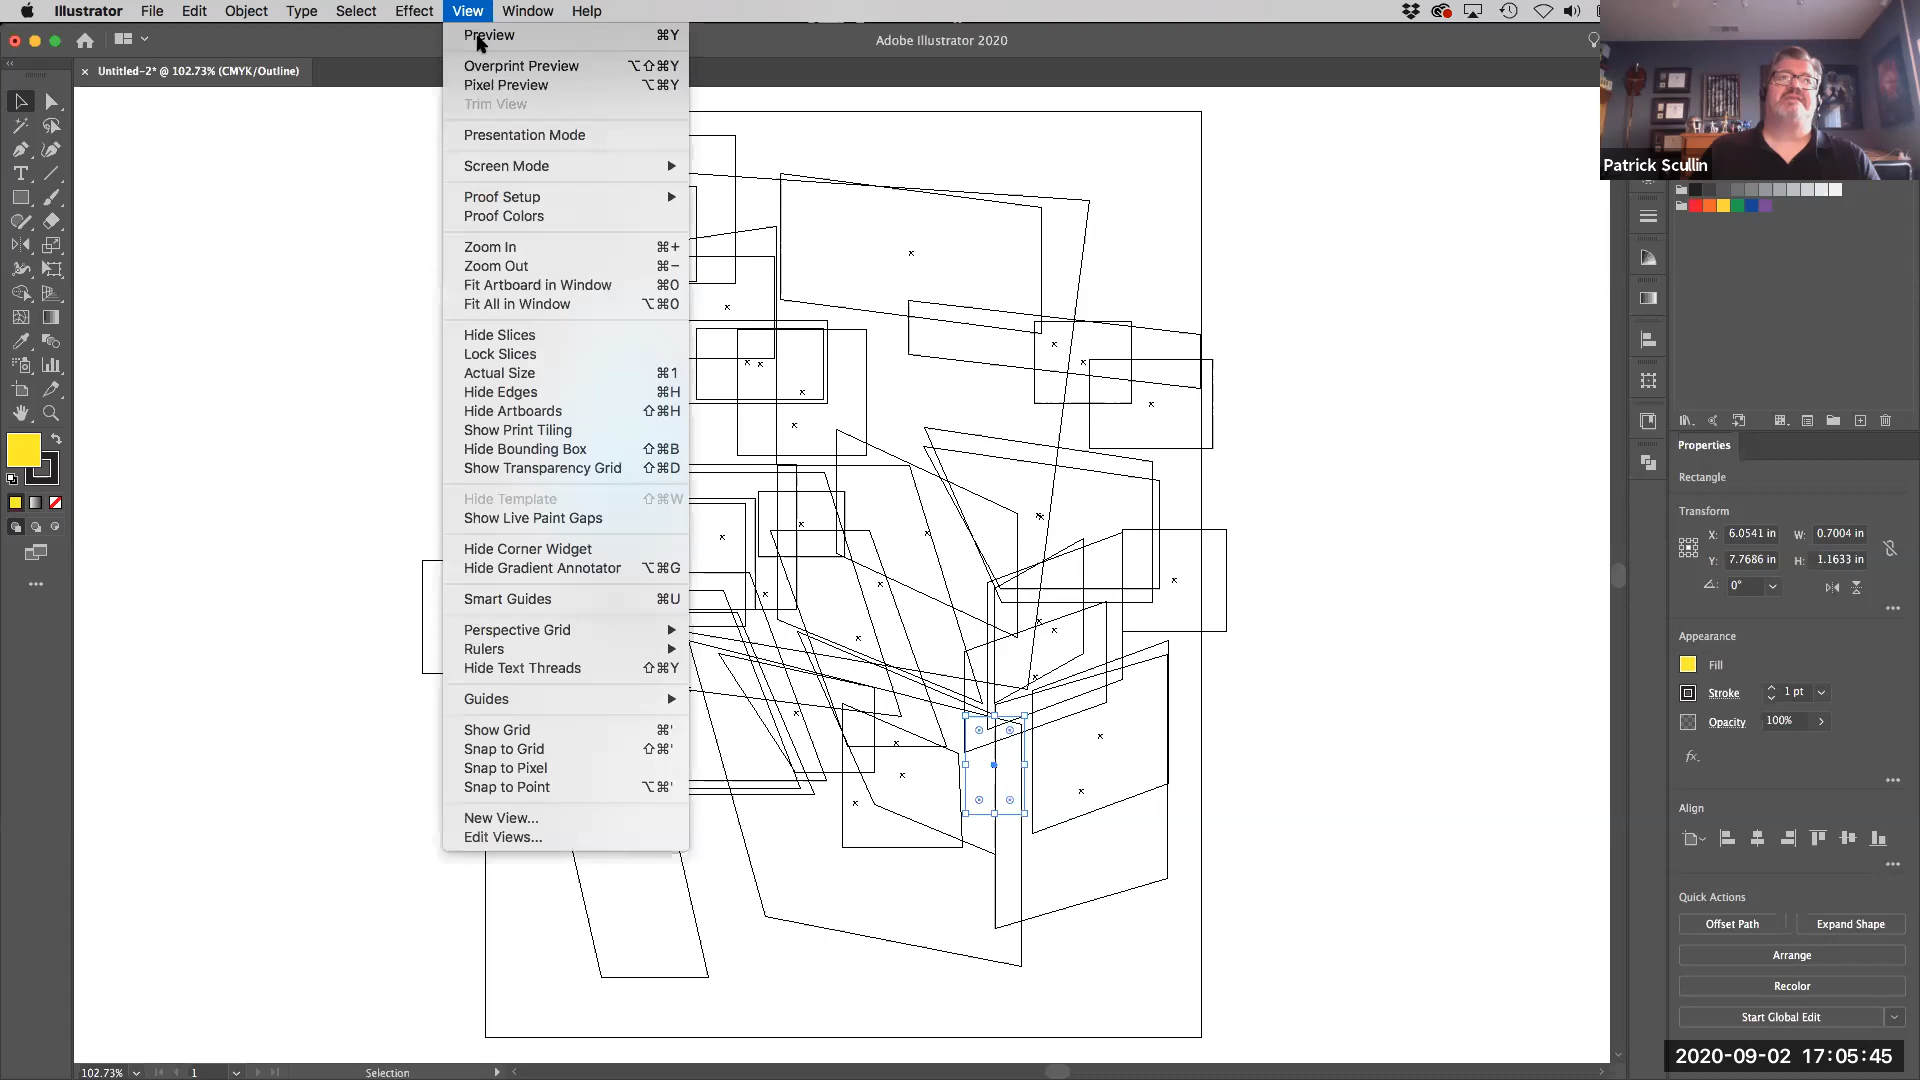 Illustrator File Edit Object Type Select Effect View Window Help
Adobe Illustrator 2020
× Untitled-2* @ 102.73% (CMYK/Outline)
Preview ⌘Y
Overprint Preview ⌥⇧⌘Y
Pixel Preview ⌥⌘Y
Trim View
Presentation Mode
Screen Mode
Proof Setup
Proof Colors
Zoom In ⌘+
Zoom Out ⌘−
Fit Artboard in Window ⌘0
Fit All in Window ⌥⌘0
Hide Slices
Lock Slices
Actual Size ⌘1
Hide Edges ⌘H
Hide Artboards ⇧⌘H
Show Print Tiling
Hide Bounding Box ⇧⌘B
Show Transparency Grid ⇧⌘D
Hide Template ⇧⌘W
Show Live Paint Gaps
Hide Corner Widget
Hide Gradient Annotator ⌥⌘G
Smart Guides ⌘U
Perspective Grid
Rulers
Hide Text Threads ⇧⌘Y
Guides
Show Grid ⌘'
Snap to Grid ⇧⌘'
Snap to Pixel
Snap to Point ⌥⌘'
New View...
Edit Views...
Patrick Scullin
Properties
Rectangle
Transform
X: 6.0541 in W: 0.7004 in
Y: 7.7686 in H: 1.1633 in
0°
Appearance
Fill
Stroke 1 pt
Opacity 100%
fx
Align
Quick Actions
Offset Path Expand Shape
Arrange
Recolor
Start Global Edit
2020-09-02 17:05:45
102.73% 1 Selection